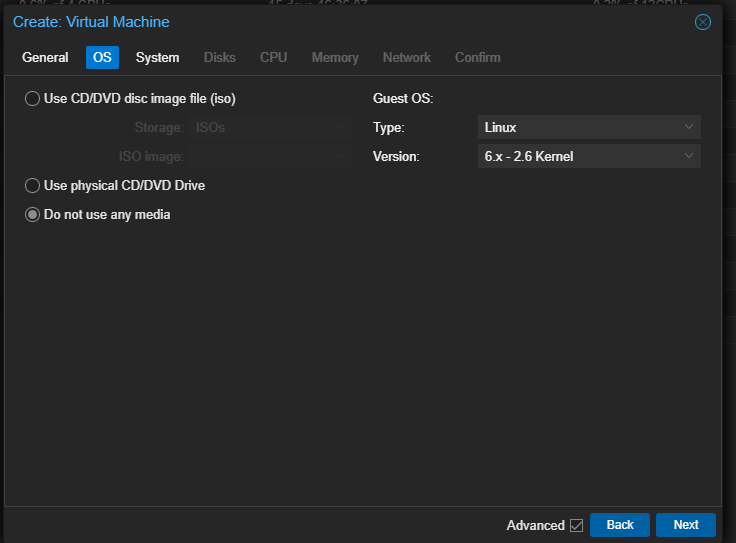 Create: Virtual Machine
General OS System Disks CPU Memory Network Confirm
Use CD/DVD disc image file (iso) Guest OS:
Storage: ISOs Type: Linux
ISO image: Version: 6.x - 2.6 Kernel
Use physical CD/DVD Drive
Do not use any media
Advanced Back Next